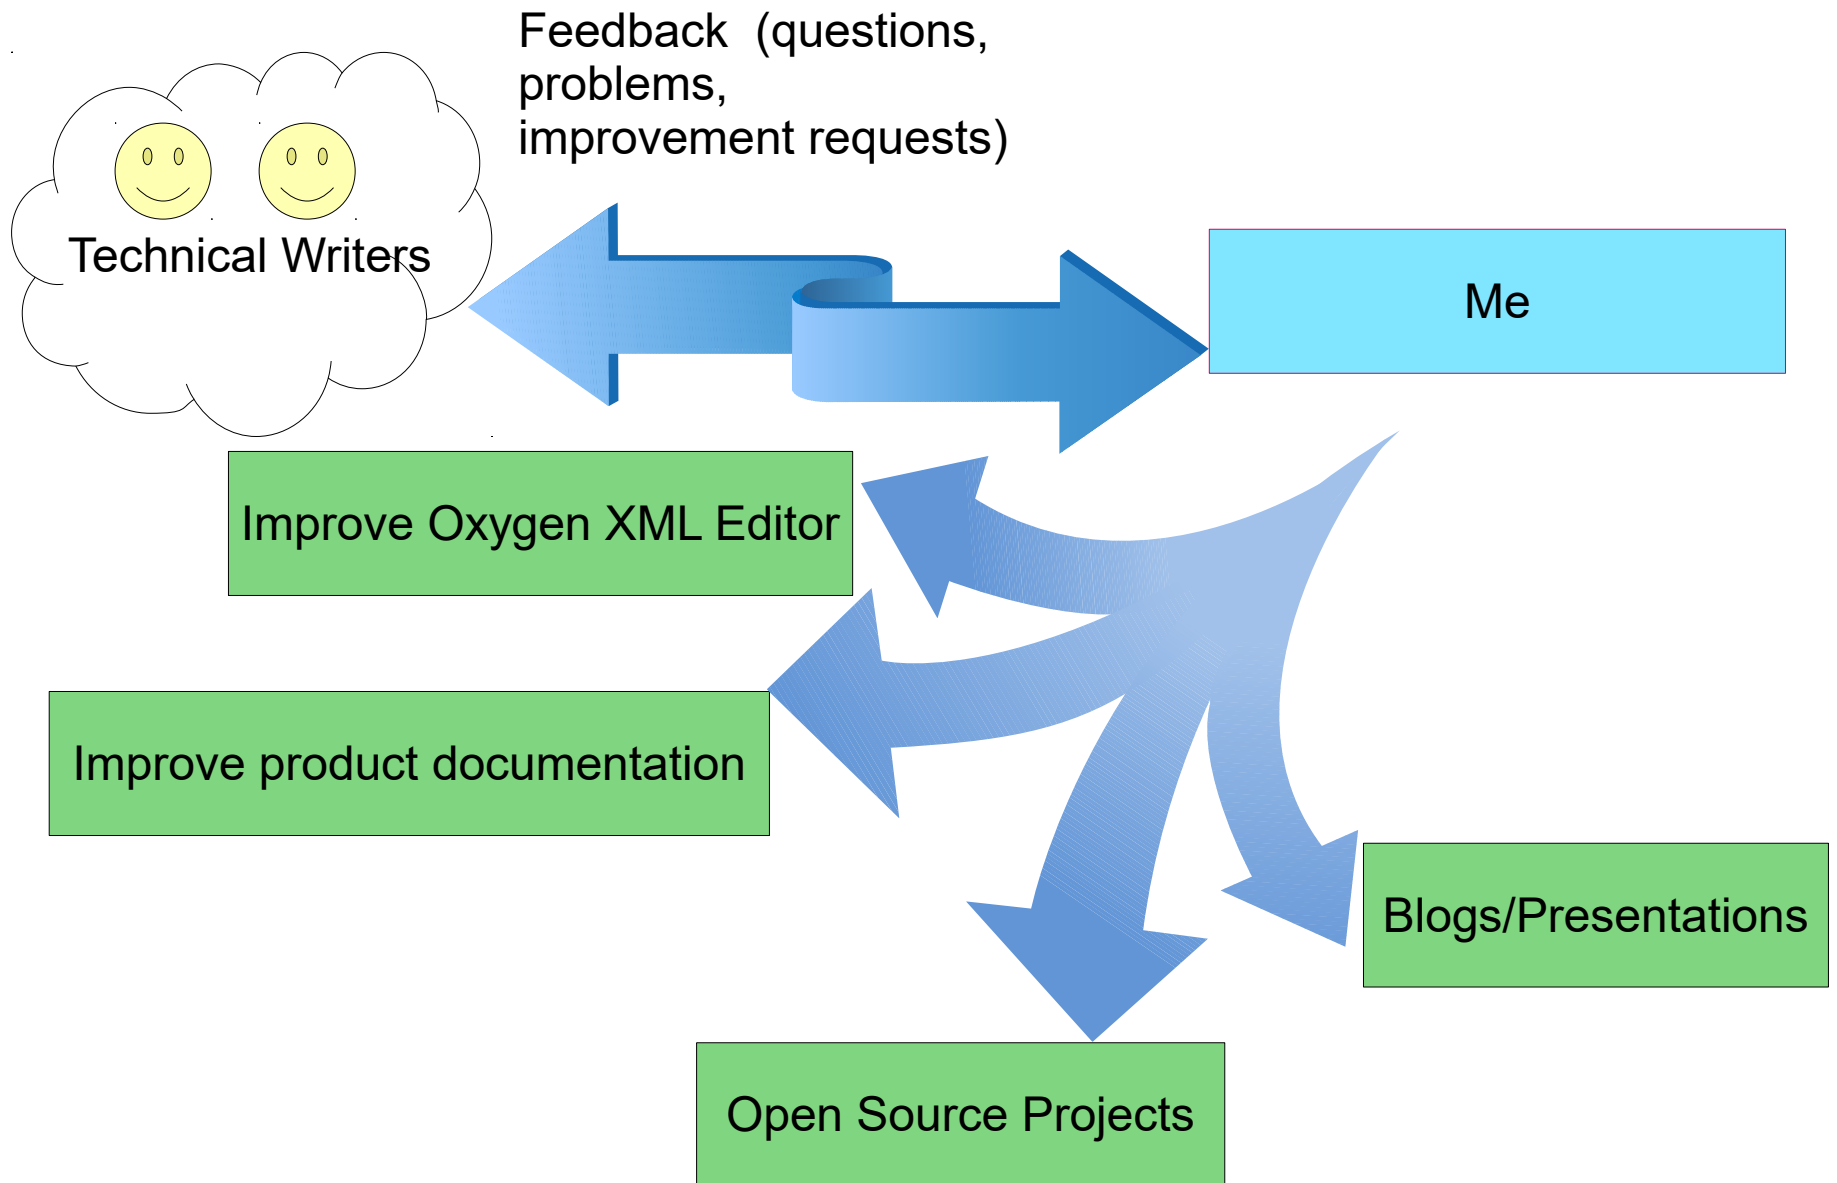 Feedback  (questions,
problems,
improvement requests)
Technical Writers
Me
Improve Oxygen XML Editor
Improve product documentation
Blogs/Presentations
Open Source Projects